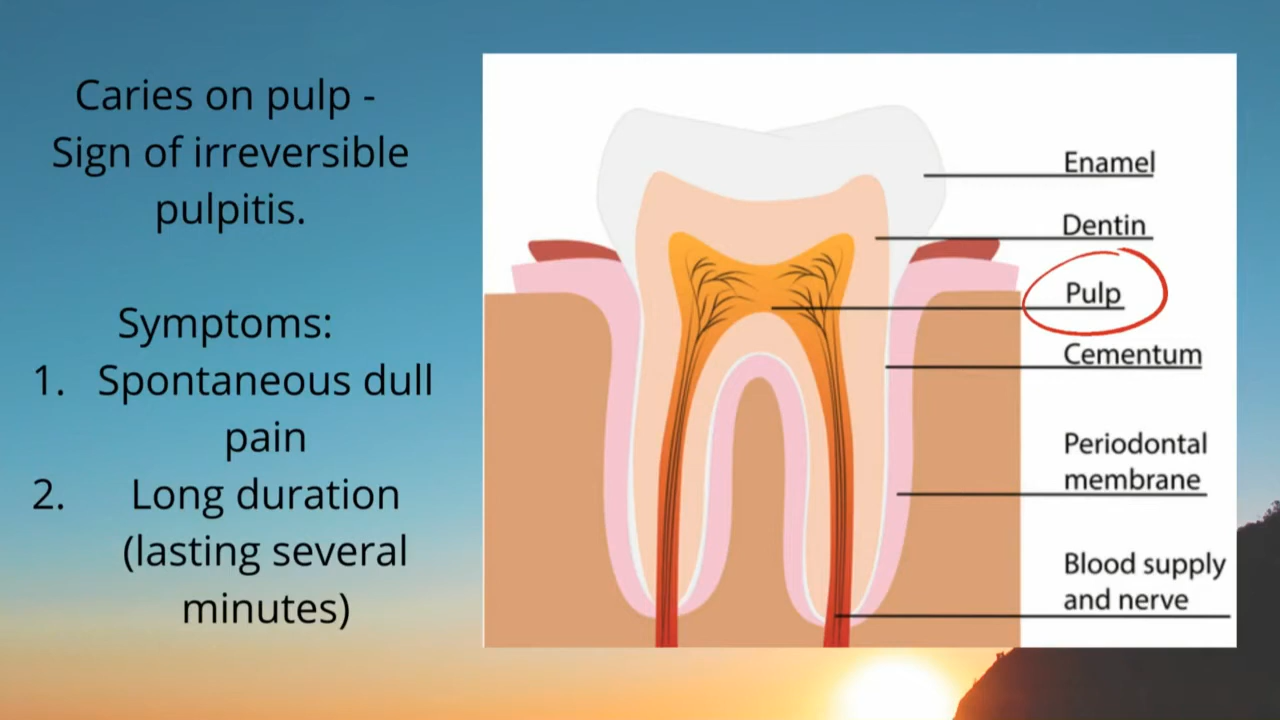 Caries on pulp -
Sign of irreversible
pulpitis.
Symptoms:
1. Spontaneous dull
pain
2. Long duration
(lasting several
minutes)
Enamel
Dentin
Pulp
Cementum
Periodontal
membrane
Blood supply
and nerve